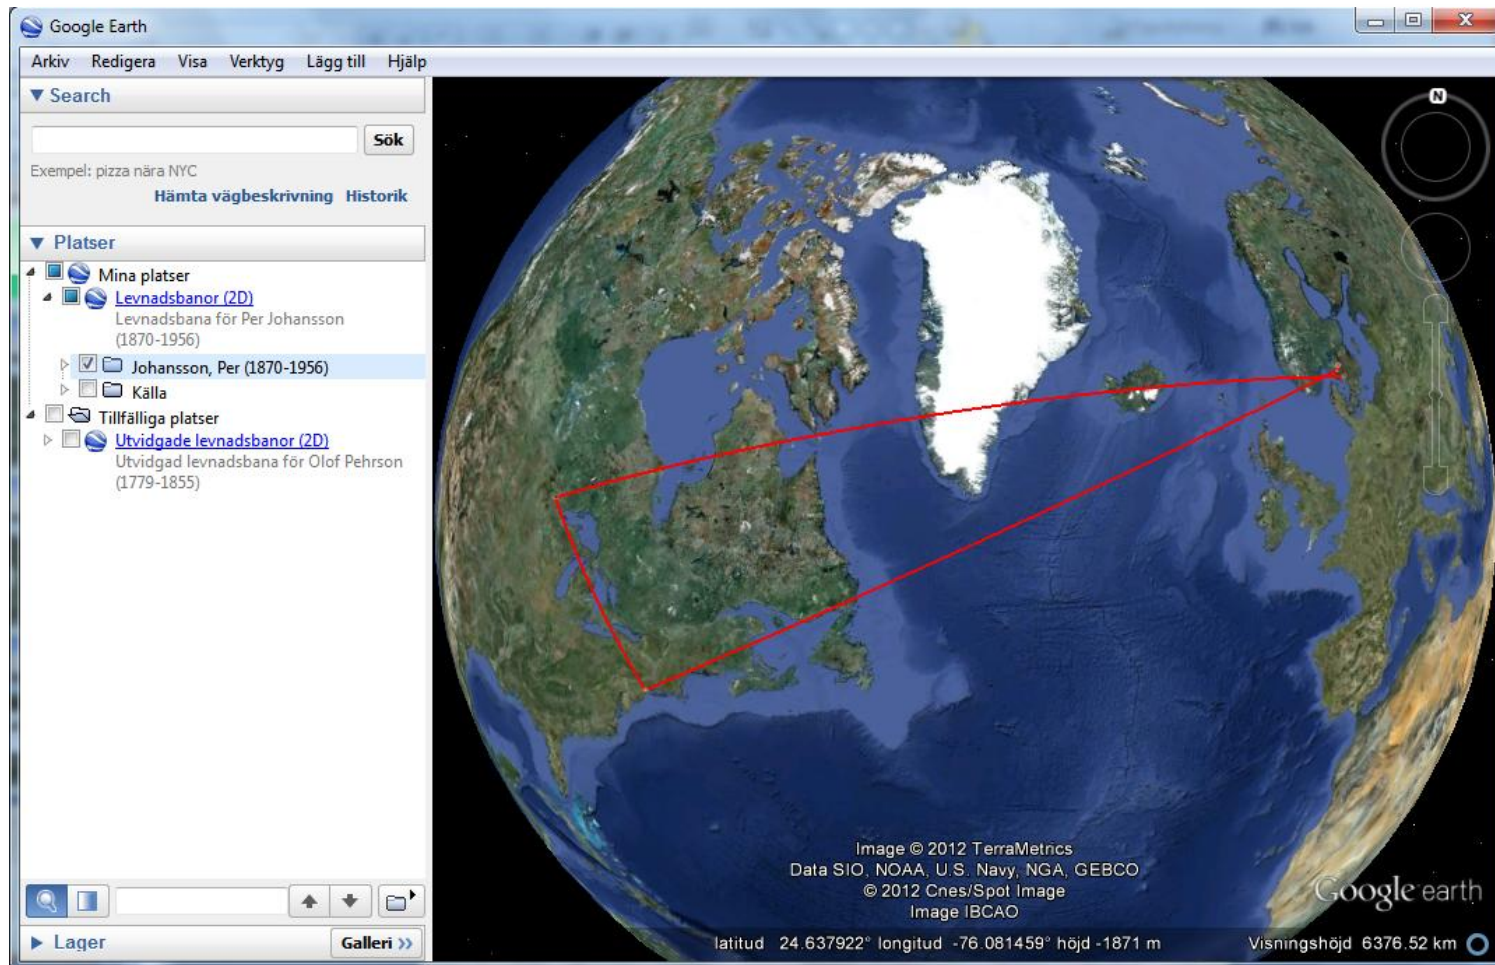 Google Earth
Arkiv Redigera Visa Verktyg Lägg till Hjälp
Search
Sök
Exempel: pizza nära NYC
Hämta vägbeskrivning Historik
Platser
Mina platser
Levnadsbanor (2D)
Levnadsbana för Per Johansson
(1870-1956)
Johansson, Per (1870-1956)
Källa
Tillfälliga platser
Utvidgade levnadsbanor (2D)
Utvidgad levnadsbana för Olof Pehrson
(1779-1855)
Lager
Galleri >>
N
Image © 2012 TerraMetrics
Data SIO, NOAA, U.S. Navy, NGA, GEBCO
© 2012 Cnes/Spot Image
Image IBCAO
Google earth
latitud 24.637922° longitud -76.081459° höjd -1871 m
Visningshöjd 6376.52 km